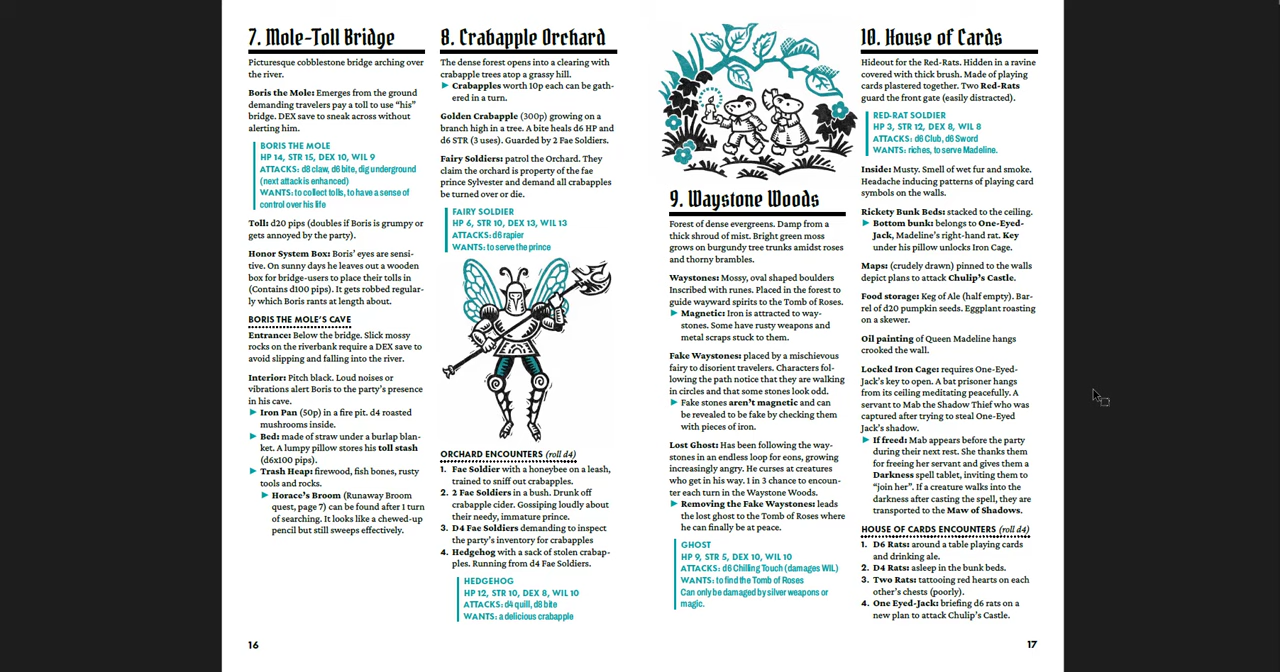 7. Mole-Toll Bridge
Picturesque cobblestone bridge arching over
the river.
Boris the Mole: Emerges from the ground
demanding travelers pay a toll to use “his”
bridge. DEX save to sneak across without
alerting him.
BORIS THE MOLE
HP 14, STR 15, DEX 10, WIL 9
ATTACKS: d8 claw, d6 bite, dig underground
(next attack is enhanced)
WANTS: to collect tolls, to have a sense of
control over his life
Toll: d20 pips (doubles if Boris is grumpy or
gets annoyed by the party).
Honor System Box: Boris’ eyes are sensi-
tive. On sunny days he leaves out a wooden
box for bridge-users to place their tolls in
(Contains d100 pips). It gets robbed regular-
ly which Boris rants at length about.
BORIS THE MOLE’S CAVE
Entrance: Below the bridge. Slick mossy
rocks on the riverbank require a DEX save to
avoid slipping and falling into the river.
Interior: Pitch black. Loud noises or
vibrations alert Boris to the party’s presence
in his cave.
► Iron Pan (50p) in a fire pit. d4 roasted
mushrooms inside.
► Bed: made of straw under a burlap blan-
ket. A lumpy pillow stores his toll stash
(d6x100 pips).
► Trash Heap: firewood, fish bones, rusty
tools and rocks.
► Horace’s Broom (Runaway Broom
quest, page 7) can be found after 1 turn
of searching. It looks like a chewed-up
pencil but still sweeps effectively.
16
8. Crabapple Orchard
The dense forest opens into a clearing with
crabapple trees atop a grassy hill.
► Crabapples worth 10p each can be gath-
ered in a turn.
Golden Crabapple (300p) growing on a
branch high in a tree. A bite heals d6 HP and
d6 STR (3 uses). Guarded by 2 Fae Soldiers.
Fairy Soldiers: patrol the Orchard. They
claim the orchard is property of the fae
prince Sylvester and demand all crabapples
be turned over or die.
FAIRY SOLDIER
HP 6, STR 10, DEX 13, WIL 13
ATTACKS: d6 rapier
WANTS: to serve the prince
ORCHARD ENCOUNTERS (roll d4)
1. Fae Soldier with a honeybee on a leash,
trained to sniff out crabapples.
2. 2 Fae Soldiers in a bush. Drunk off
crabapple cider. Gossiping loudly about
their needy, immature prince.
3. D4 Fae Soldiers demanding to inspect
the party’s inventory for crabapples
4. Hedgehog with a sack of stolen crabap-
ples. Running from d4 Fae Soldiers.
HEDGEHOG
HP 12, STR 10, DEX 8, WIL 10
ATTACKS: d4 quill, d8 bite
WANTS: a delicious crabapple
9. Waystone Woods
Forest of dense evergreens. Damp from a
thick shroud of mist. Bright green moss
grows on burgundy tree trunks amidst roses
and thorny brambles.
Waystones: Mossy, oval shaped boulders
Inscribed with runes. Placed in the forest to
guide wayward spirits to the Tomb of Roses.
► Magnetic: Iron is attracted to way-
stones. Some have rusty weapons and
metal scraps stuck to them.
Fake Waystones: placed by a mischievous
fairy to disorient travelers. Characters fol-
lowing the path notice that they are walking
in circles and that some stones look odd.
► Fake stones aren’t magnetic and can
be revealed to be fake by checking them
with pieces of iron.
Lost Ghost: Has been following the way-
stones in an endless loop for eons, growing
increasingly angry. He curses at creatures
who get in his way. 1 in 3 chance to encoun-
ter each turn in the Waystone Woods.
► Removing the Fake Waystones: leads
the lost ghost to the Tomb of Roses where
he can finally be at peace.
GHOST
HP 9, STR 5, DEX 10, WIL 10
ATTACKS: d6 Chilling Touch (damages WIL)
WANTS: to find the Tomb of Roses
Can only be damaged by silver weapons or
magic.
10. House of Cards
Hideout for the Red-Rats. Hidden in a ravine
covered with thick brush. Made of playing
cards plastered together. Two Red-Rats
guard the front gate (easily distracted).
RED-RAT SOLDIER
HP 3, STR 12, DEX 8, WIL 8
ATTACKS: d6 Club, d6 Sword
WANTS: riches, to serve Madeline.
Inside: Musty. Smell of wet fur and smoke.
Headache inducing patterns of playing card
symbols on the walls.
Rickety Bunk Beds: stacked to the ceiling.
► Bottom bunk: belongs to One-Eyed-
Jack, Madeline’s right-hand rat. Key
under his pillow unlocks Iron Cage.
Maps: (crudely drawn) pinned to the walls
depict plans to attack Chulip’s Castle.
Food storage: Keg of Ale (half empty). Bar-
rel of d20 pumpkin seeds. Eggplant roasting
on a skewer.
Oil painting of Queen Madeline hangs
crooked the wall.
Locked Iron Cage: requires One-Eyed-
Jack’s key to open. A bat prisoner hangs
from its ceiling meditating peacefully. A
servant to Mab the Shadow Thief who was
captured after trying to steal One-Eyed
Jack’s shadow.
► If freed: Mab appears before the party
during their next rest. She thanks them
for freeing her servant and gives them a
Darkness spell tablet, inviting them to
“join her”. If a creature walks into the
darkness after casting the spell, they are
transported to the Maw of Shadows.
HOUSE OF CARDS ENCOUNTERS (roll d4)
1. D6 Rats: around a table playing cards
and drinking ale.
2. D4 Rats: asleep in the bunk beds.
3. Two Rats: tattooing red hearts on each
other’s chests (poorly).
4. One Eyed-Jack: briefing d6 rats on a
new plan to attack Chulip’s Castle.
17